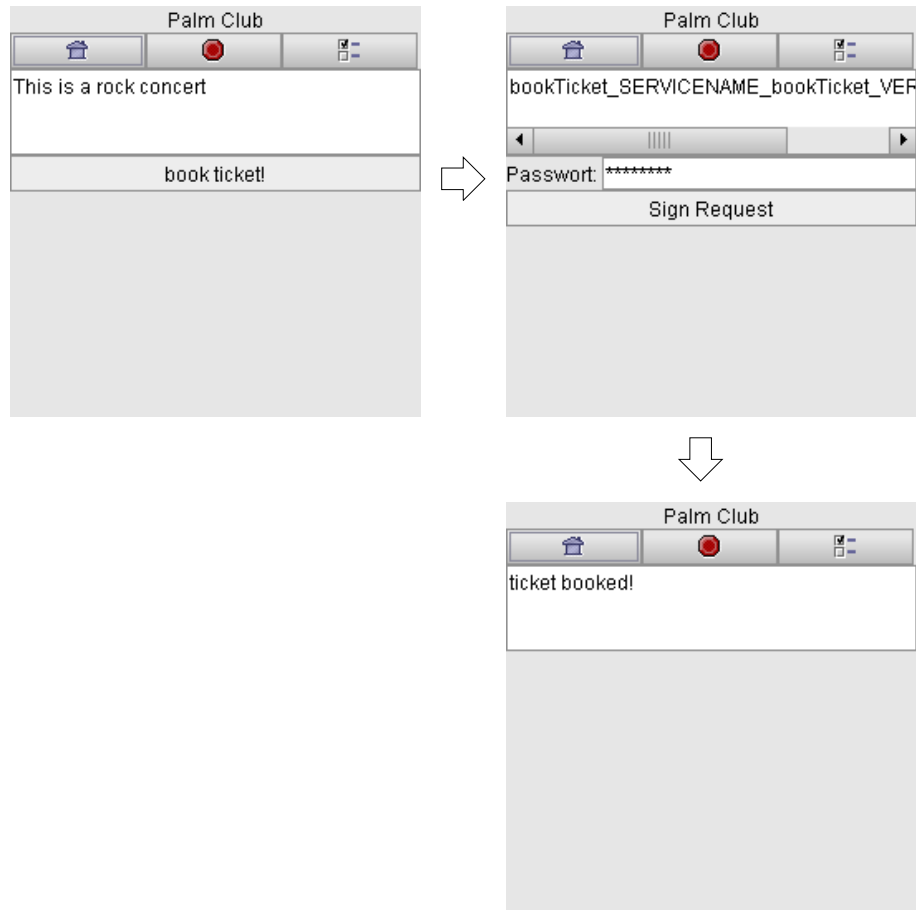 Palm Club
This is a rock concert
book ticket!
Palm Club
bookTicket_SERVICENAME_bookTicket_VER
Passwort: ********
Sign Request
Palm Club
ticket booked!